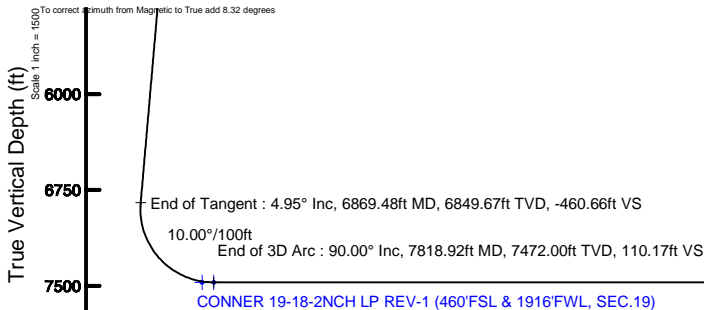 To correct azimuth from Magnetic to True add 8.32 degrees
Scale 1 inch = 1500
True Vertical Depth (ft)
6000
6750
End of Tangent : 4.95° Inc, 6869.48ft MD, 6849.67ft TVD, -460.66ft VS
10.00°/100ft
End of 3D Arc : 90.00° Inc, 7818.92ft MD, 7472.00ft TVD, 110.17ft VS
7500
CONNER 19-18-2NCH LP REV-1 (460'FSL & 1916'FWL, SEC.19)